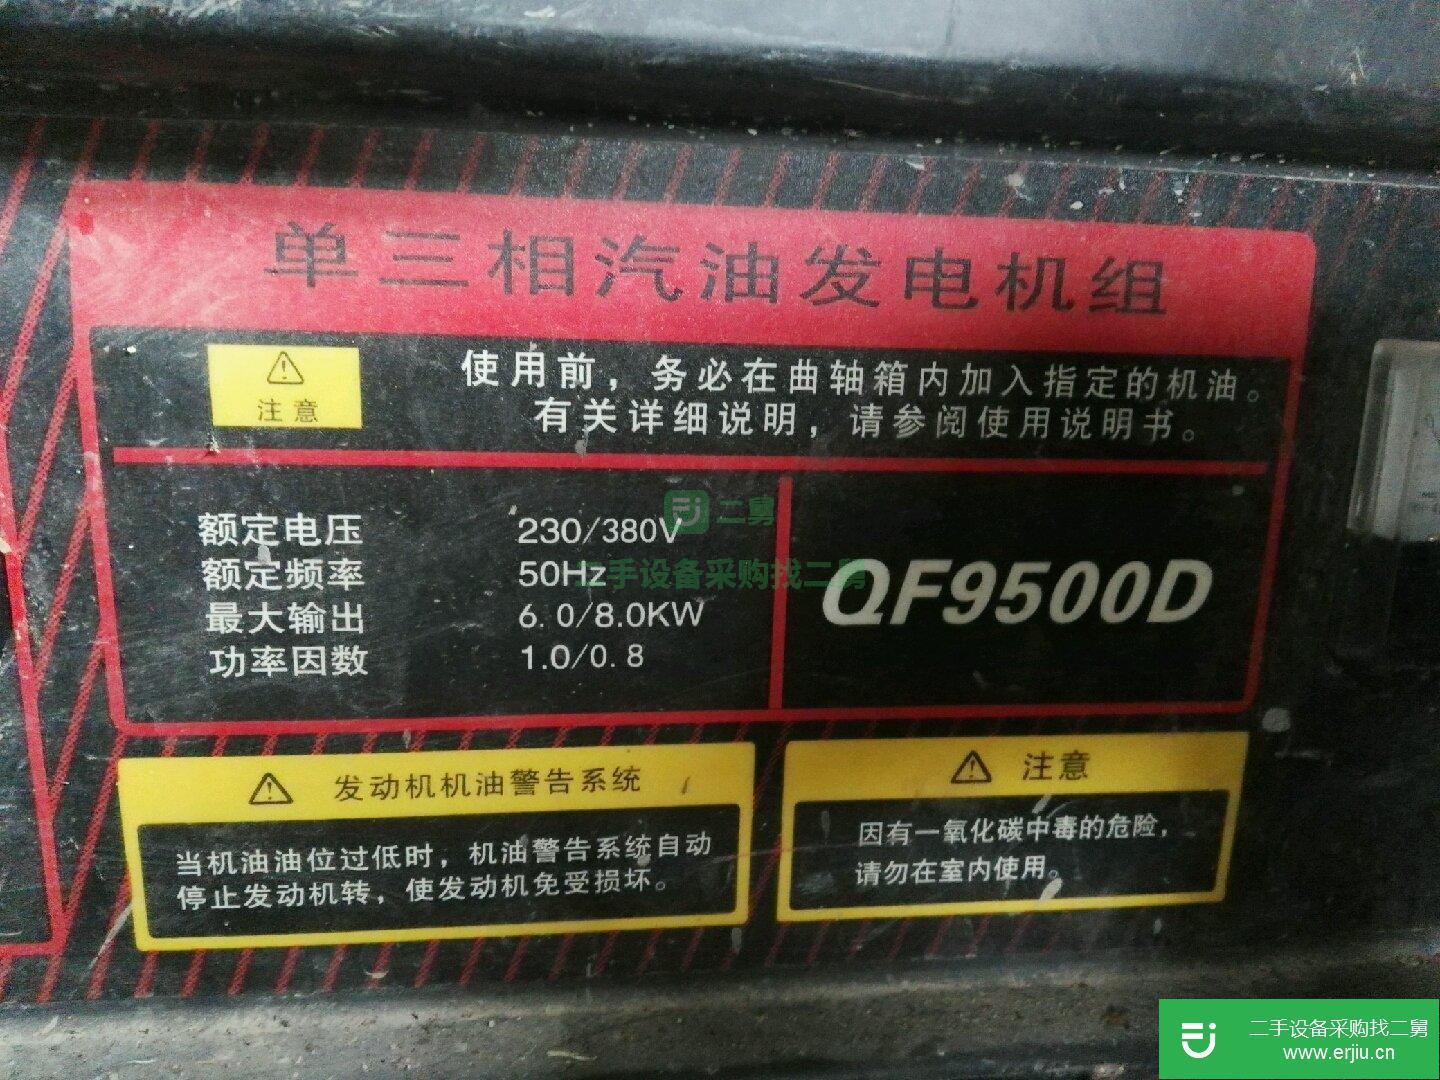 单三相汽油发电机组
注意
使用前，务必在曲轴箱内加入指定的机油。
有关详细说明，请参阅使用说明书。
额定电压 230/380V
额定频率 50Hz
最大输出 6.0/8.0KW
功率因数 1.0/0.8
QF9500D
二舅
二手设备采购找二舅
发动机机油警告系统
当机油油位过低时，机油警告系统自动
停止发动机转，使发动机免受损坏。
注意
因有一氧化碳中毒的危险，
请勿在室内使用。
二手设备采购找二舅
www.erjiu.cn